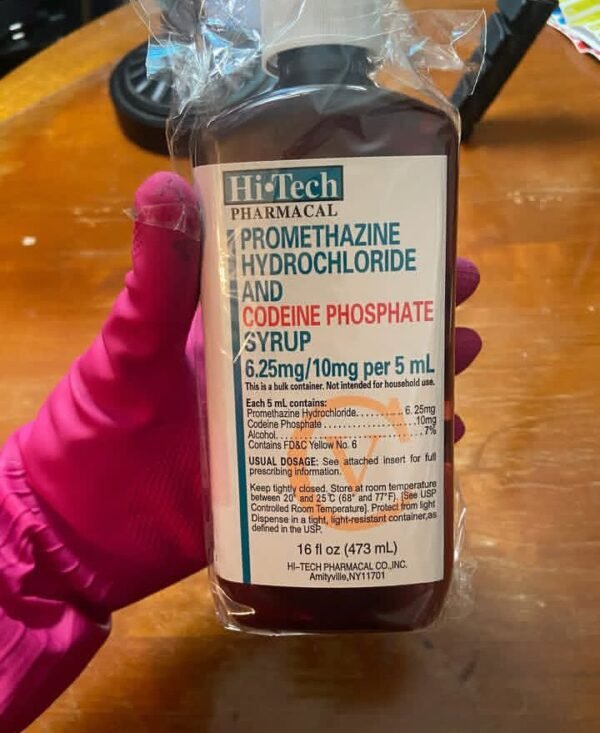 Hi•Tech
PHARMACAL
PROMETHAZINE
HYDROCHLORIDE
AND
CODEINE PHOSPHATE
SYRUP
6.25mg/10mg per 5 mL
This is a bulk container. Not intended for household use.
Each 5 mL contains:
Promethazine Hydrochloride........... 6.25mg
Codeine Phosphate ....................10mg
Alcohol...............................7%
Contains FD&C Yellow No. 6
USUAL DOSAGE: See attached insert for full
prescribing information.
Keep tightly closed. Store at room temperature
between 20° and 25°C (68° and 77°F). [See USP
Controlled Room Temperature]. Protect from light
Dispense in a tight, light-resistant container,as
defined in the USP.
16 fl oz (473 mL)
HI-TECH PHARMACAL CO.,INC.
Amityville,NY11701